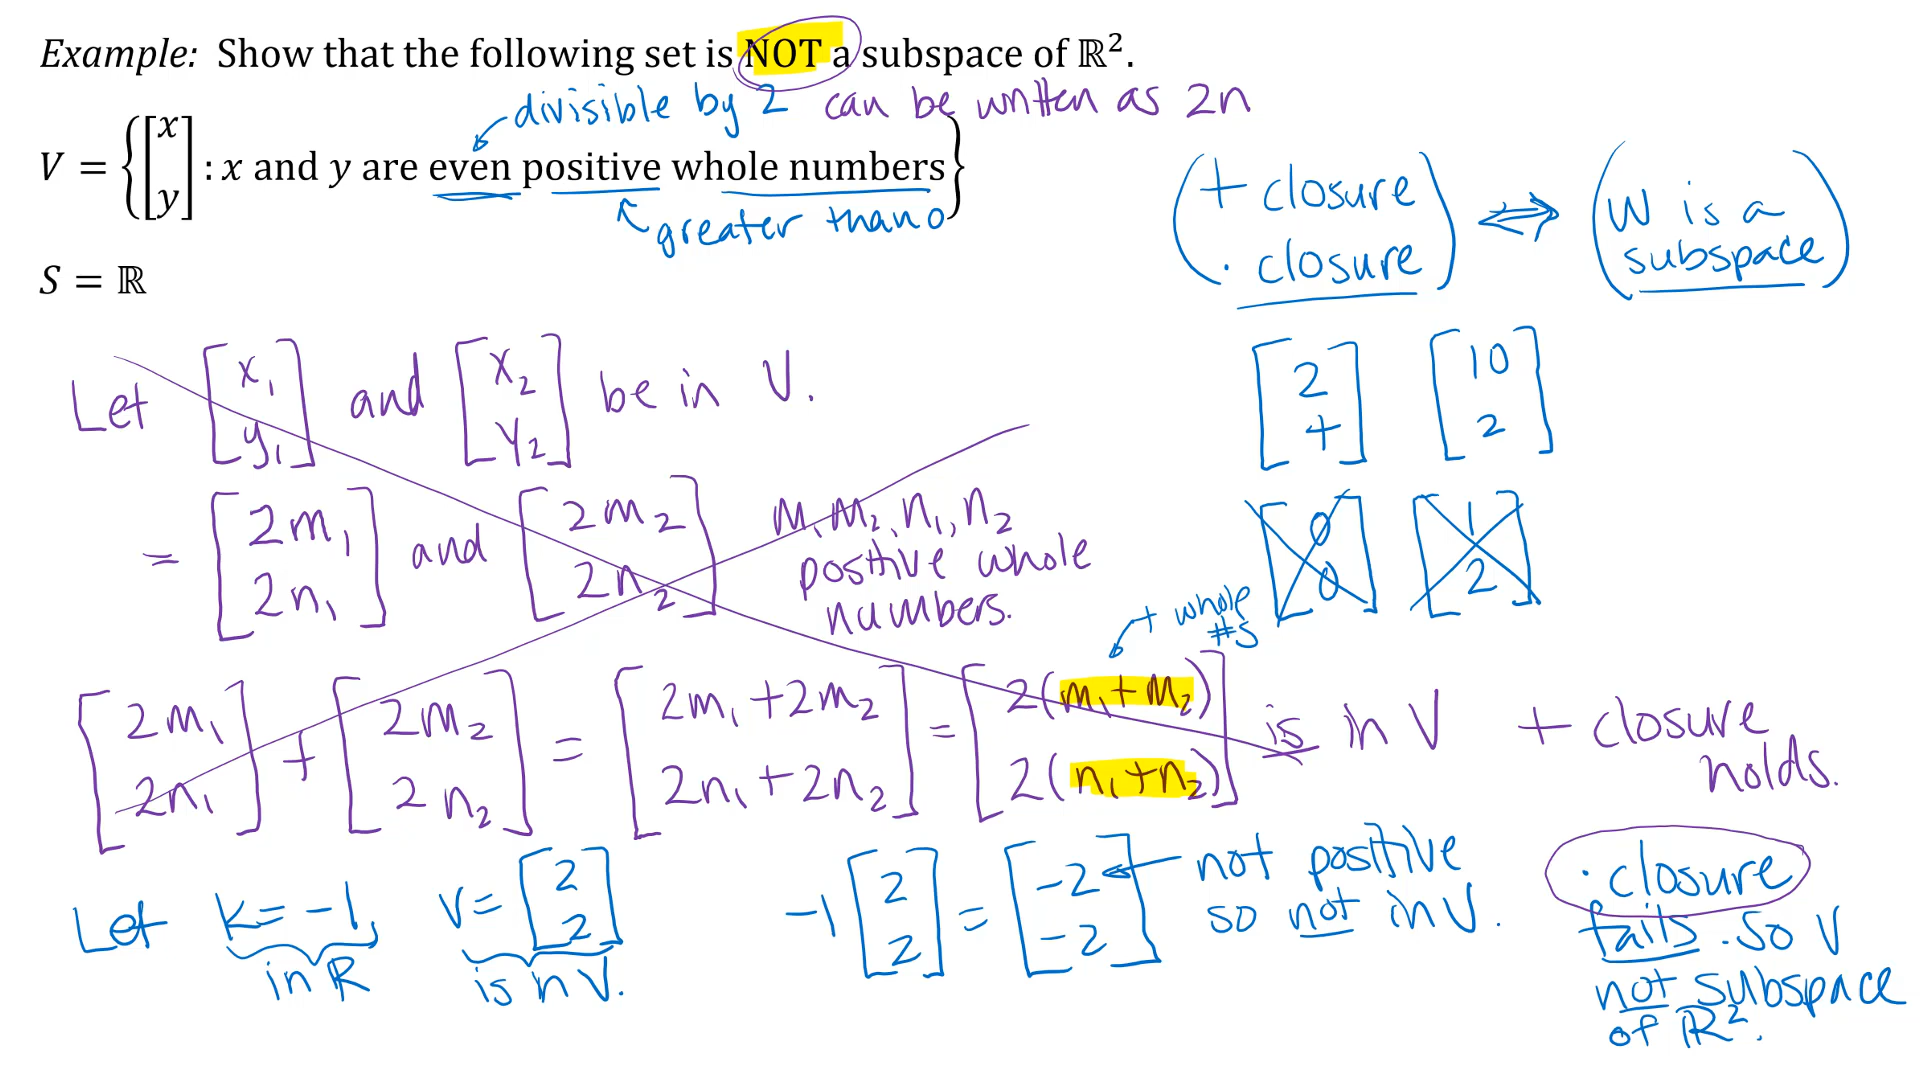 Example: Show that the following set is NOT a subspace of ℝ².
divisible by 2 can be written as 2n
V = {[x y] : x and y are even positive whole numbers}
greater than 0
S = ℝ
(+ closure · closure) ⟺ (W is a subspace)
Let [x₁ y₁] and [x₂ y₂] be in V.
= [2m₁ 2n₁] and [2m₂ 2n₂] m₁ m₂, n₁, n₂
positive whole
numbers.
[2 4] [10 2]
[0 0] [1 2]
+ whole
#s
[2m₁ 2n₁] + [2m₂ 2n₂] = [2m₁+2m₂ 2n₁+2n₂] = [2(m₁+m₂) 2(n₁+n₂)] is in V + closure
holds.
Let k=-1, v=[2 2] -1[2 2] = [-2 -2] not positive
so not in V.
in ℝ is in V.
· closure
fails. So V
not subspace
of ℝ².